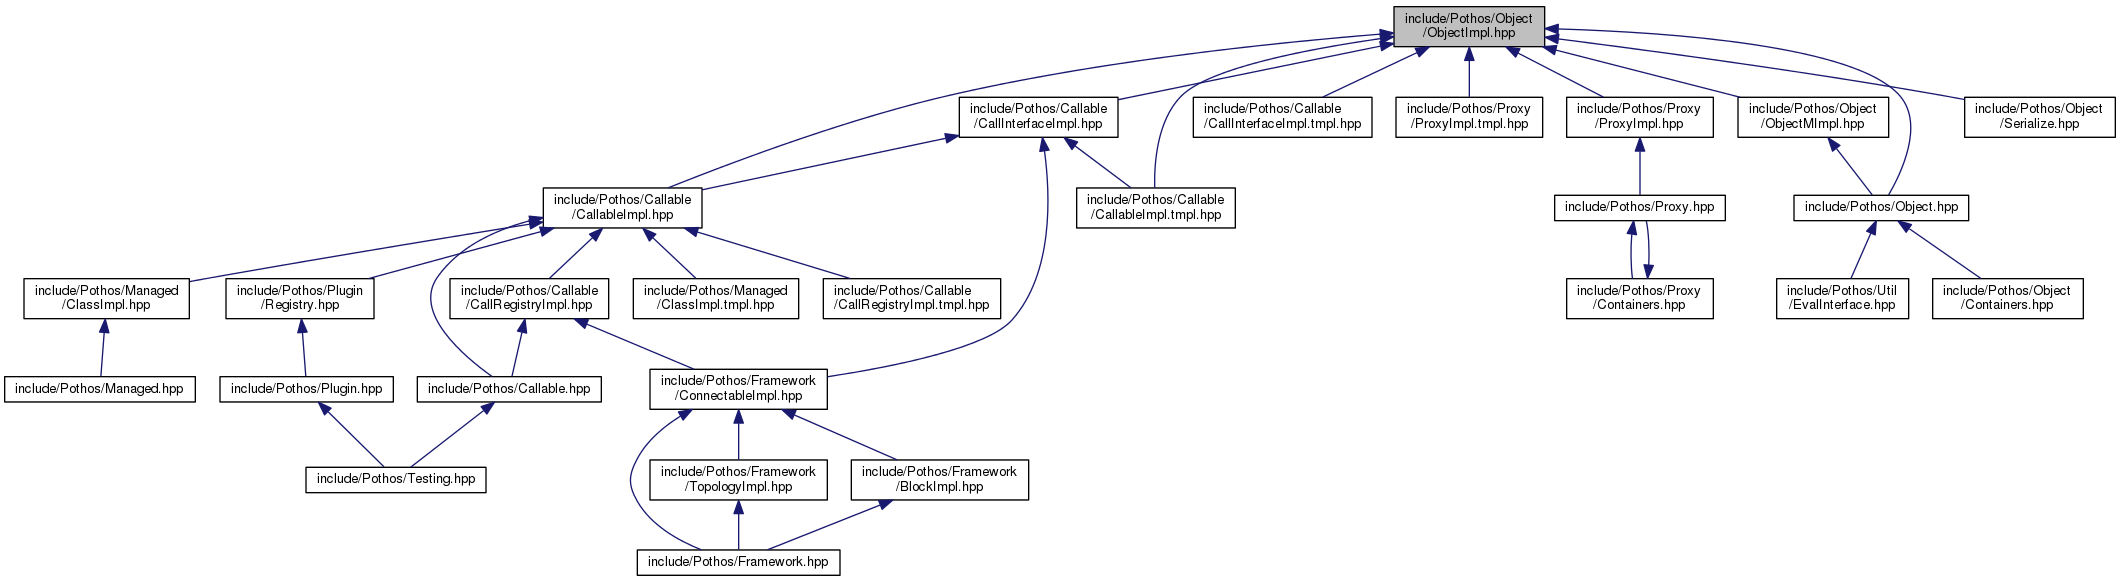 include/Pothos/Object
/ObjectImpl.hpp
include/Pothos/Callable
/CallInterfaceImpl.hpp
include/Pothos/Callable
/CallInterfaceImpl.tmpl.hpp
include/Pothos/Proxy
/ProxyImpl.tmpl.hpp
include/Pothos/Proxy
/ProxyImpl.hpp
include/Pothos/Object
/ObjectMImpl.hpp
include/Pothos/Object
/Serialize.hpp
include/Pothos/Callable
/CallableImpl.hpp
include/Pothos/Callable
/CallableImpl.tmpl.hpp
include/Pothos/Proxy.hpp
include/Pothos/Object.hpp
include/Pothos/Managed
/ClassImpl.hpp
include/Pothos/Plugin
/Registry.hpp
include/Pothos/Callable
/CallRegistryImpl.hpp
include/Pothos/Managed
/ClassImpl.tmpl.hpp
include/Pothos/Callable
/CallRegistryImpl.tmpl.hpp
include/Pothos/Proxy
/Containers.hpp
include/Pothos/Util
/EvalInterface.hpp
include/Pothos/Object
/Containers.hpp
include/Pothos/Managed.hpp
include/Pothos/Plugin.hpp
include/Pothos/Callable.hpp
include/Pothos/Framework
/ConnectableImpl.hpp
include/Pothos/Testing.hpp
include/Pothos/Framework
/TopologyImpl.hpp
include/Pothos/Framework
/BlockImpl.hpp
include/Pothos/Framework.hpp